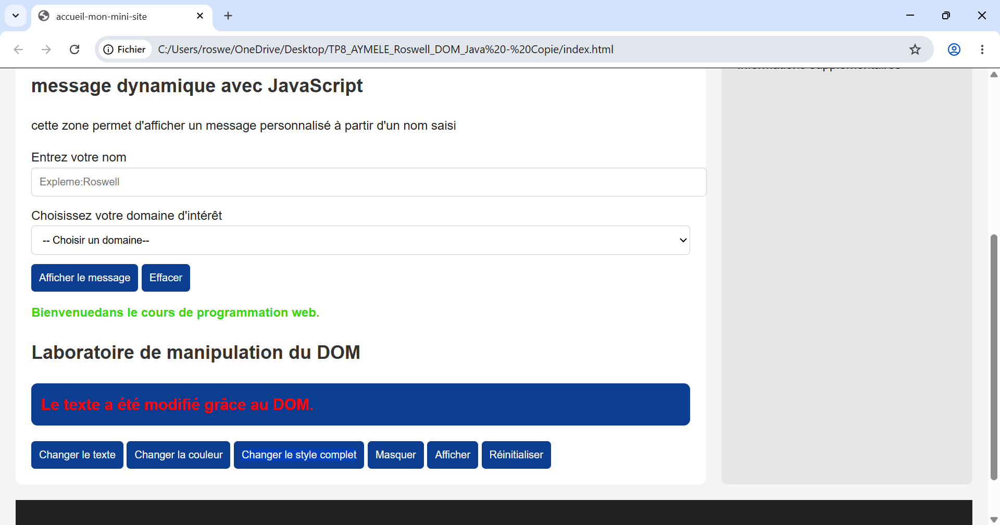 accueil-mon-mini-site
Fichier
C:/Users/roswe/OneDrive/Desktop/TP8_AYMELE_Roswell_DOM_Java%20-%20Copie/index.html
message dynamique avec JavaScript
cette zone permet d'afficher un message personnalisé à partir d'un nom saisi
Entrez votre nom
Expleme:Roswell
Choisissez votre domaine d'intérêt
-- Choisir un domaine--
Afficher le message
Effacer
Bienvenuedans le cours de programmation web.
Laboratoire de manipulation du DOM
Le texte a été modifié grâce au DOM.
Changer le texte
Changer la couleur
Changer le style complet
Masquer
Afficher
Réinitialiser